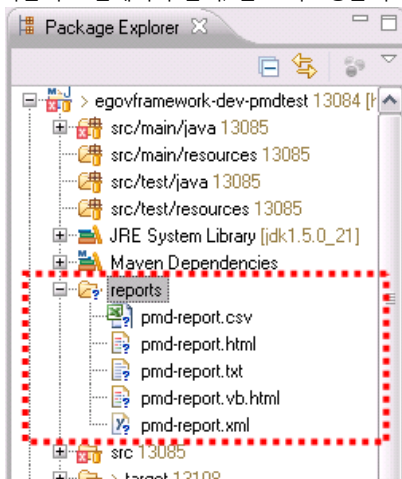 Package Explorer
> egovframework-dev-pmdtest 13084 [h
src/main/java 13085
src/main/resources 13085
src/test/java 13085
src/test/resources 13085
JRE System Library [jdk1.5.0_21]
Maven Dependencies
reports
pmd-report.csv
pmd-report.html
pmd-report.txt
pmd-report.vb.html
pmd-report.xml
src 13085
> target 13108